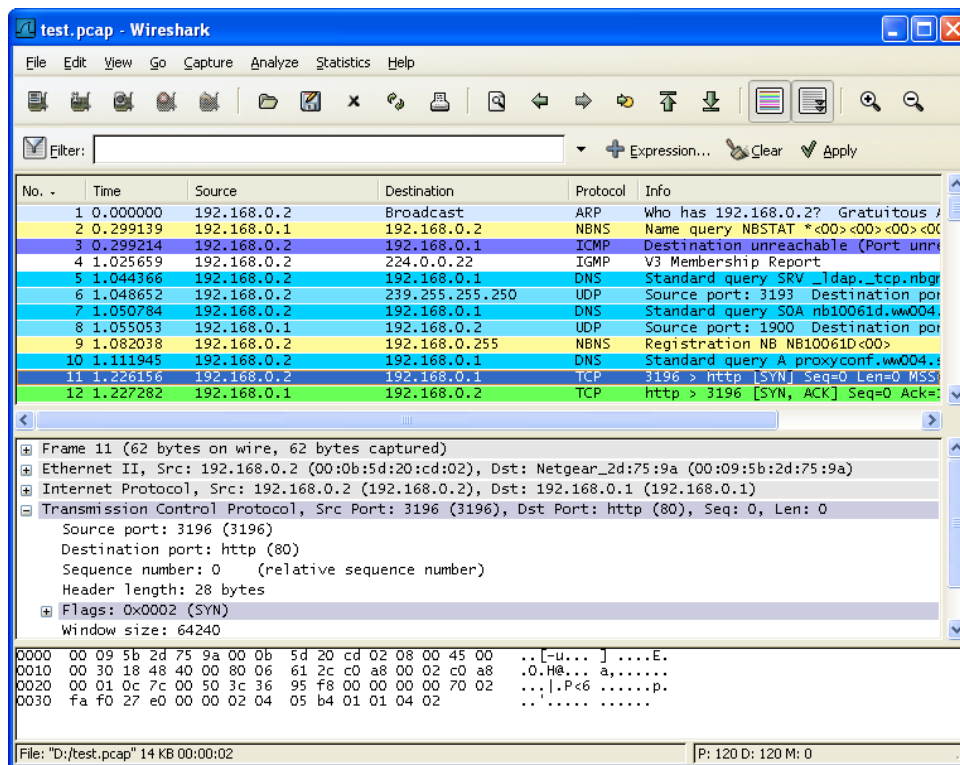 test.pcap - Wireshark
File Edit View Go Capture Analyze Statistics Help
Filter: Expression... Clear Apply
No. Time Source Destination Protocol Info
1 0.000000 192.168.0.2 Broadcast ARP Who has 192.168.0.2? Gratuitous
2 0.299139 192.168.0.1 192.168.0.2 NBNS Name query NBSTAT *<00><00><00><00
3 0.299214 192.168.0.2 192.168.0.1 ICMP Destination unreachable (Port unre
4 1.025659 192.168.0.2 224.0.0.22 IGMP V3 Membership Report
5 1.044366 192.168.0.2 192.168.0.1 DNS Standard query SRV _ldap._tcp.nbgr
6 1.048652 192.168.0.2 239.255.255.250 UDP Source port: 3193 Destination por
7 1.050784 192.168.0.2 192.168.0.1 DNS Standard query SOA nb10061d.ww004.
8 1.055053 192.168.0.1 192.168.0.2 UDP Source port: 1900 Destination por
9 1.082038 192.168.0.2 192.168.0.255 NBNS Registration NB NB10061D<00>
10 1.111945 192.168.0.2 192.168.0.1 DNS Standard query A proxyconf.ww004.
11 1.226156 192.168.0.2 192.168.0.1 TCP 3196 > http [SYN] Seq=0 Len=0 MSS=
12 1.227282 192.168.0.1 192.168.0.2 TCP http > 3196 [SYN, ACK] Seq=0 Ack=
Frame 11 (62 bytes on wire, 62 bytes captured)
Ethernet II, Src: 192.168.0.2 (00:0b:5d:20:cd:02), Dst: Netgear_2d:75:9a (00:09:5b:2d:75:9a)
Internet Protocol, Src: 192.168.0.2 (192.168.0.2), Dst: 192.168.0.1 (192.168.0.1)
Transmission Control Protocol, Src Port: 3196 (3196), Dst Port: http (80), Seq: 0, Len: 0
Source port: 3196 (3196)
Destination port: http (80)
Sequence number: 0 (relative sequence number)
Header length: 28 bytes
Flags: 0x0002 (SYN)
Window size: 64240
0000 00 09 5b 2d 75 9a 00 0b 5d 20 cd 02 08 00 45 00 ..[-u... ] ....E.
0010 00 30 18 48 40 00 80 06 61 2c c0 a8 00 02 c0 a8 .0.H@... a,......
0020 00 01 0c 7c 00 50 3c 36 95 f8 00 00 00 00 70 02 ...|.P<6 ......p.
0030 fa f0 27 e0 00 00 02 04 05 b4 01 01 04 02 ..'..... ......
File: "D:/test.pcap" 14 KB 00:00:02 P: 120 D: 120 M: 0